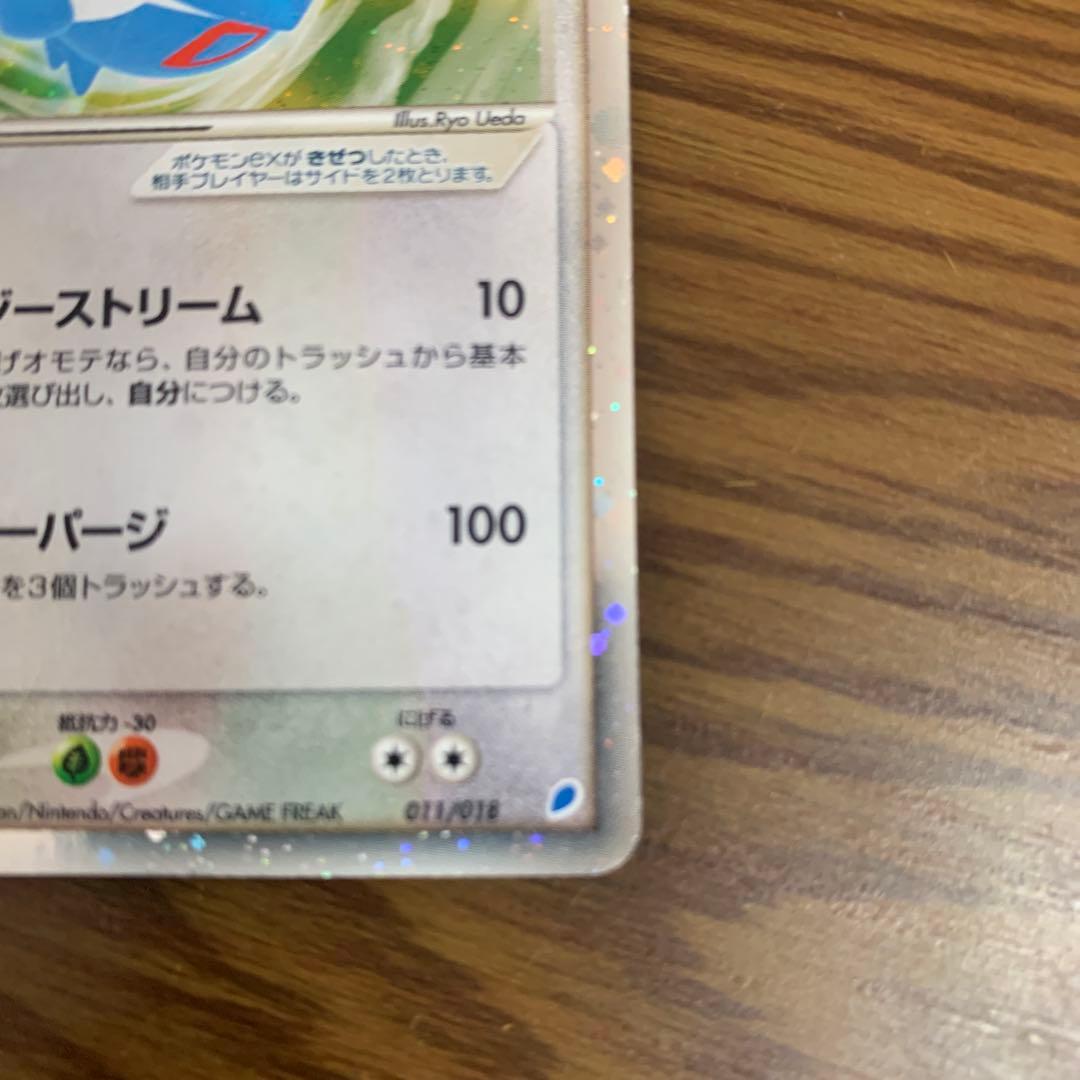 Illus.Ryo Ueda
ポケモンexが きぜつしたとき、
相手プレイヤーはサイドを2枚とります。
ジーストリーム 10
げオモテなら、自分のトラッシュから基本
選び出し、自分につける。
ーパージ 100
を3個トラッシュする。
抵抗力 -30 にげる
on/Nintendo/Creatures/GAME FREAK 011/018